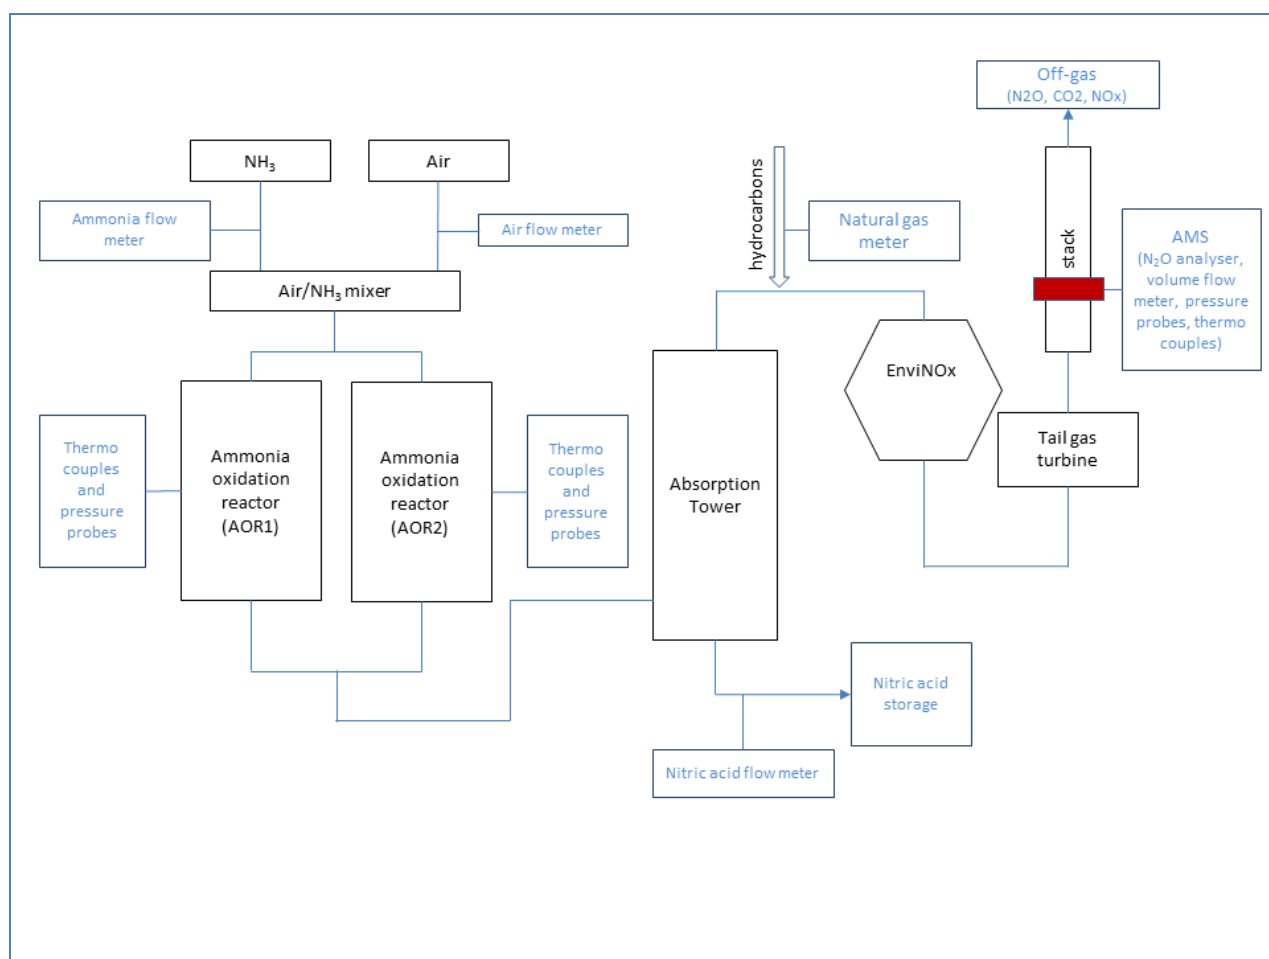 Off-gas
(N2O, CO2, NOx)
NH₃
Air
Ammonia flow
meter
Air flow meter
hydrocarbons
Natural gas
meter
stack
AMS
(N₂O analyser,
volume flow
meter, pressure
probes, thermo
couples)
Air/NH₃ mixer
EnviNOx
Thermo
couples
and
pressure
probes
Ammonia
oxidation
reactor
(AOR1)
Ammonia
oxidation
reactor
(AOR2)
Thermo
couples
and
pressure
probes
Absorption
Tower
Tail gas
turbine
Nitric acid
storage
Nitric acid flow meter